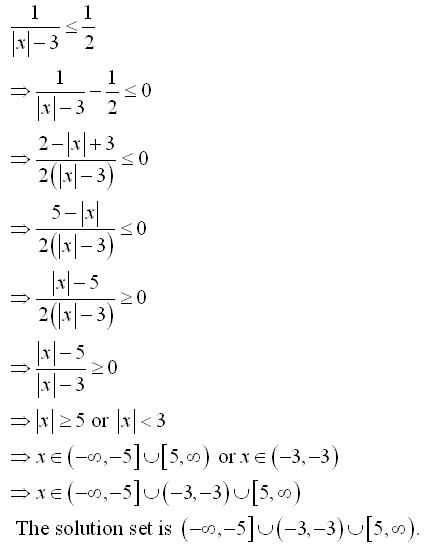 1/(|x|−3) ≤ 1/2
⇒ 1/(|x|−3) − 1/2 ≤ 0
⇒ (2−|x|+3)/(2(|x|−3)) ≤ 0
⇒ (5−|x|)/(2(|x|−3)) ≤ 0
⇒ (|x|−5)/(2(|x|−3)) ≥ 0
⇒ (|x|−5)/(|x|−3) ≥ 0
⇒ |x| ≥ 5 or |x| < 3
⇒ x ∈ (−∞,−5] ∪ [5,∞) or x ∈ (−3,−3)
⇒ x ∈ (−∞,−5] ∪ (−3,−3) ∪ [5,∞)
The solution set is (−∞,−5] ∪ (−3,−3) ∪ [5,∞).